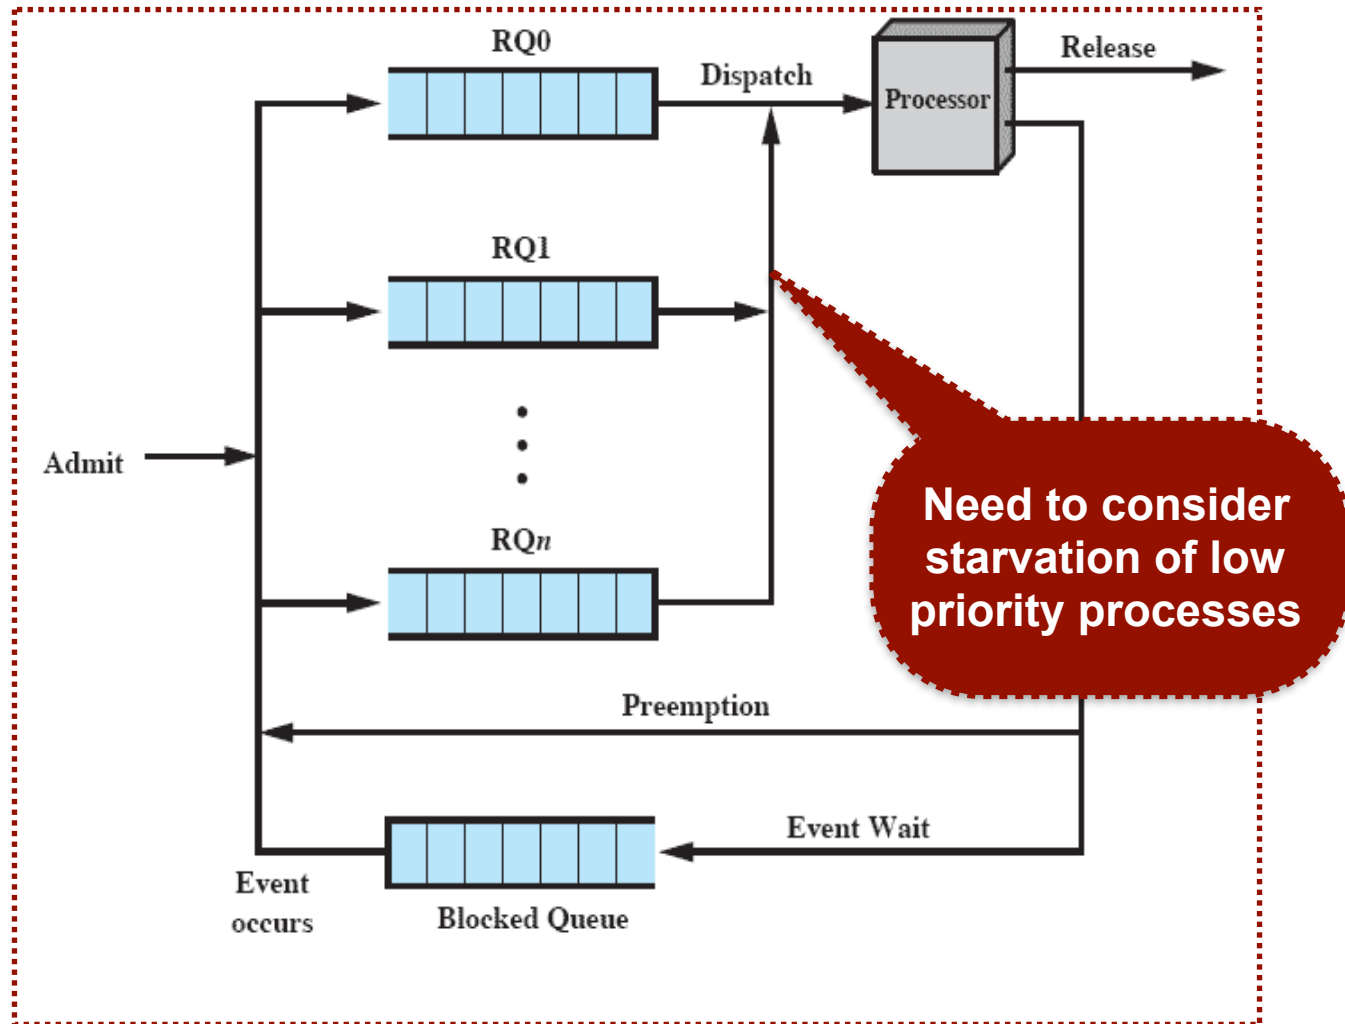 RQ0
Release
Dispatch
Processor
RQ1
Admit
Need to consider
starvation of low
priority processes
RQn
Preemption
Event Wait
Event
occurs
Blocked Queue